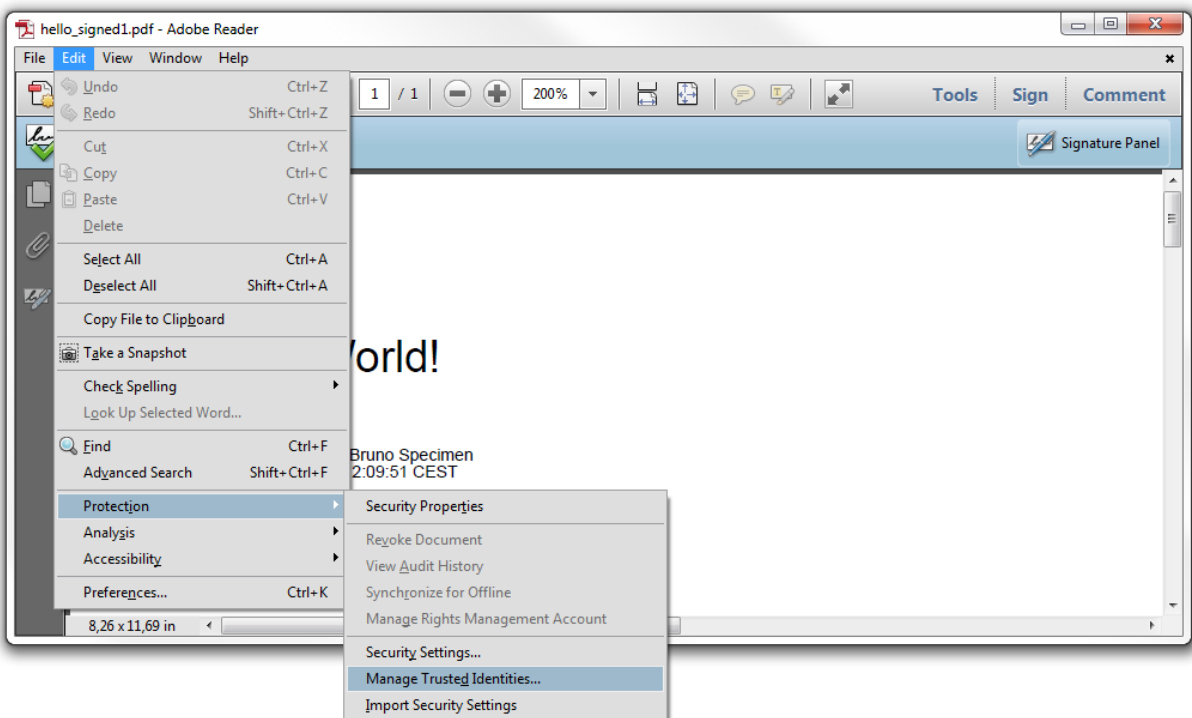 hello_signed1.pdf - Adobe Reader
File Edit View Window Help
1 / 1 200% Tools Sign Comment
Signature Panel
Undo Ctrl+Z
Redo Shift+Ctrl+Z
Cut Ctrl+X
Copy Ctrl+C
Paste Ctrl+V
Delete
Select All Ctrl+A
Deselect All Shift+Ctrl+A
Copy File to Clipboard
Take a Snapshot
Check Spelling
Look Up Selected Word...
Find Ctrl+F
Advanced Search Shift+Ctrl+F
Protection
Analysis
Accessibility
Preferences... Ctrl+K
orld!
Bruno Specimen
2:09:51 CEST
Security Properties
Revoke Document
View Audit History
Synchronize for Offline
Manage Rights Management Account
Security Settings...
Manage Trusted Identities...
Import Security Settings
8,26 x 11,69 in